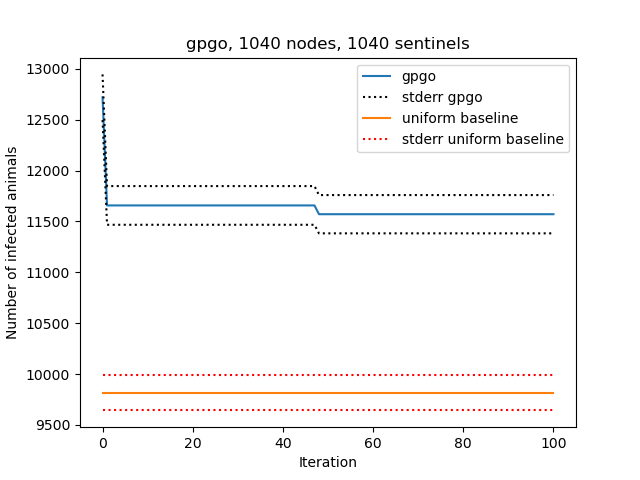 gpgo, 1040 nodes, 1040 sentinels
gpgo
stderr gpgo
uniform baseline
stderr uniform baseline
Number of infected animals
13000
12500
12000
11500
11000
10500
10000
9500
0
20
40
60
80
100
Iteration